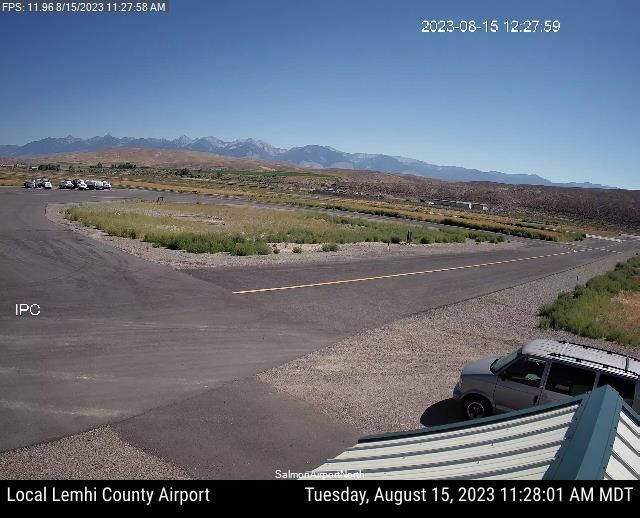 FPS: 11.96 8/15/2023 11:27:58 AM
2023-08-15 12:27:59
IPC
SalmonAirportNorth
Local Lemhi County Airport
Tuesday, August 15, 2023 11:28:01 AM MDT